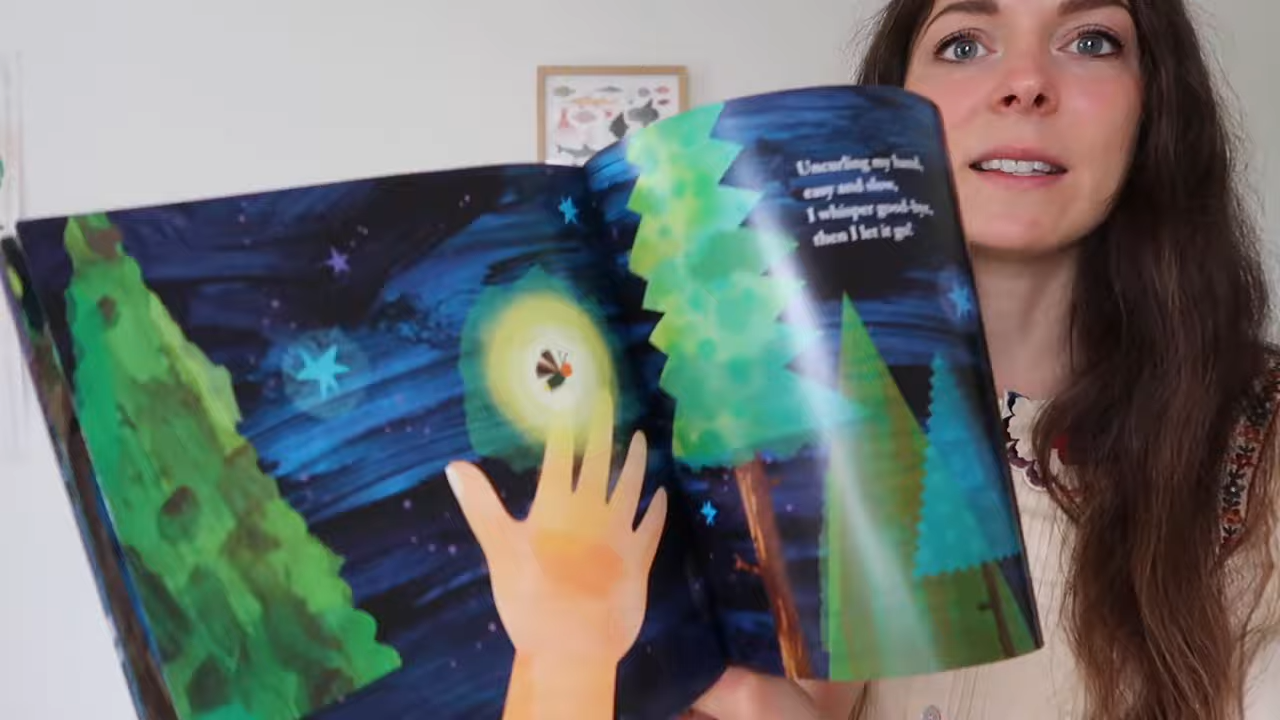 Uncurling my hand,
easy and slow,
I whisper good-bye,
then I let it go!